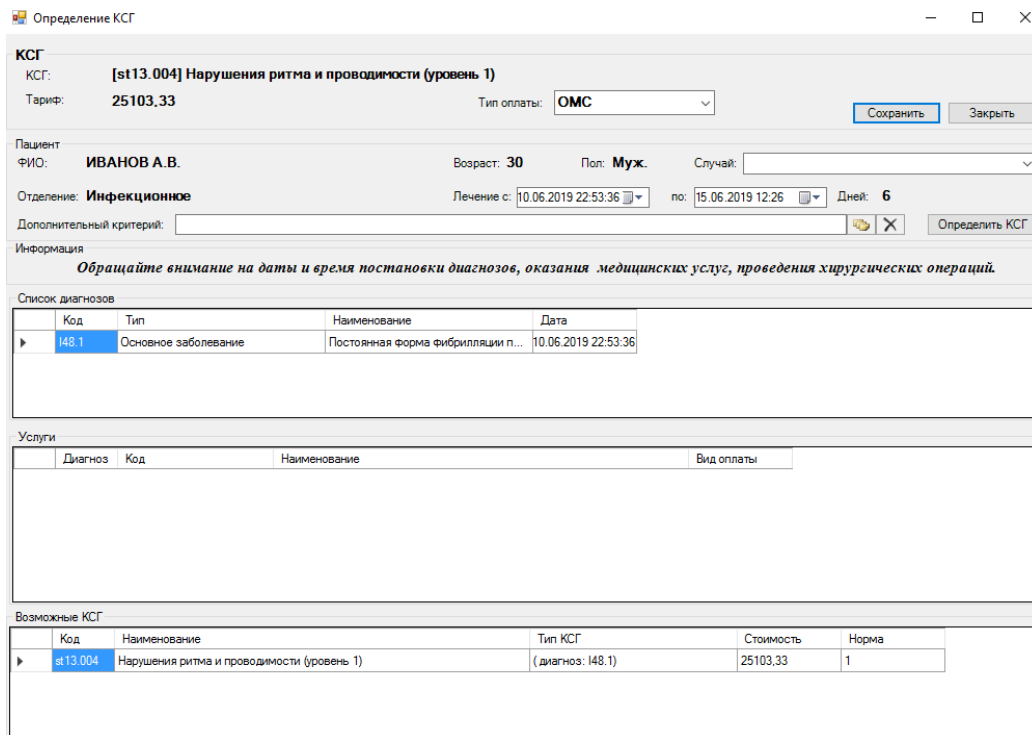 Определение КСГ
КСГ
КСГ: [st13.004] Нарушения ритма и проводимости (уровень 1)
Тариф: 25103,33 Тип оплаты: ОМС Сохранить Закрыть
Пациент
ФИО: ИВАНОВ А.В. Возраст: 30 Пол: Муж. Случай:
Отделение: Инфекционное Лечение с: 10.06.2019 22:53:36 по: 15.06.2019 12:26 Дней: 6
Дополнительный критерий: Определить КСГ
Информация
Обращайте внимание на даты и время постановки диагнозов, оказания медицинских услуг, проведения хирургических операций.
Список диагнозов
Код Тип Наименование Дата
I48.1 Основное заболевание Постоянная форма фибрилляции п... 10.06.2019 22:53:36
Услуги
Диагноз Код Наименование Вид оплаты
Возможные КСГ
Код Наименование Тип КСГ Стоимость Норма
st13.004 Нарушения ритма и проводимости (уровень 1) ( диагноз: I48.1) 25103,33 1